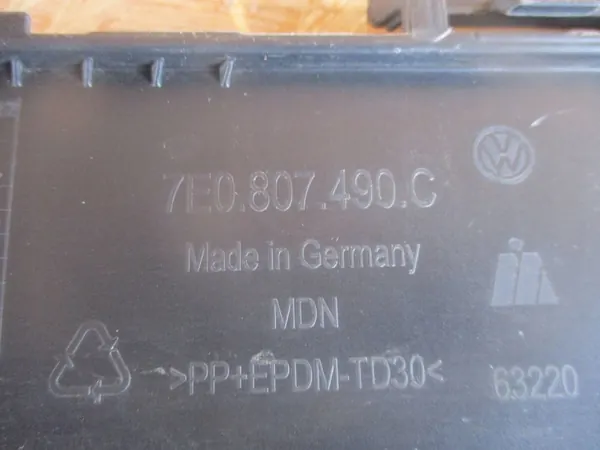 7E0.807.490.C
Made in Germany
MDN
>PP+EPDM-TD30<
63220